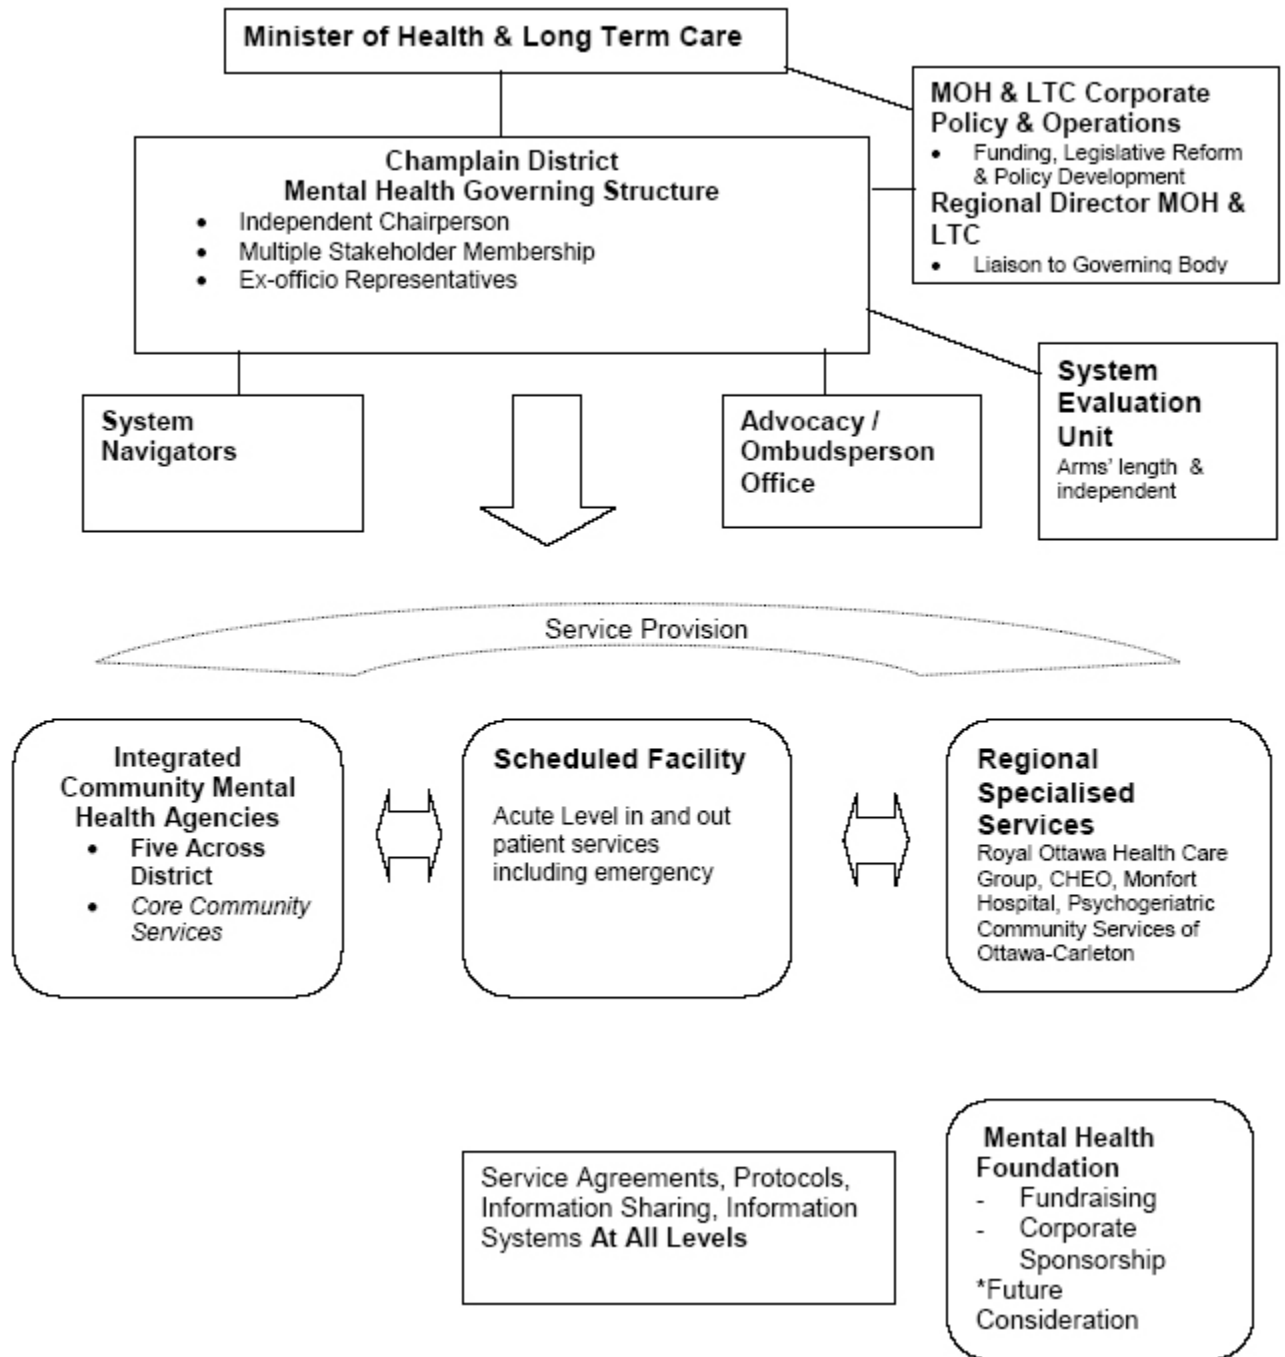 Minister of Health & Long Term Care
MOH & LTC Corporate
Policy & Operations
• Funding, Legislative Reform
& Policy Development
Regional Director MOH &
LTC
• Liaison to Governing Body
Champlain District
Mental Health Governing Structure
• Independent Chairperson
• Multiple Stakeholder Membership
• Ex-officio Representatives
System
Navigators
Advocacy /
Ombudsperson
Office
System
Evaluation
Unit
Arms' length &
independent
Service Provision
Integrated
Community Mental
Health Agencies
• Five Across
District
• Core Community
Services
Scheduled Facility
Acute Level in and out
patient services
including emergency
Regional
Specialised
Services
Royal Ottawa Health Care
Group, CHEO, Monfort
Hospital, Psychogeriatric
Community Services of
Ottawa-Carleton
Service Agreements, Protocols,
Information Sharing, Information
Systems At All Levels
Mental Health
Foundation
- Fundraising
- Corporate
Sponsorship
*Future
Consideration